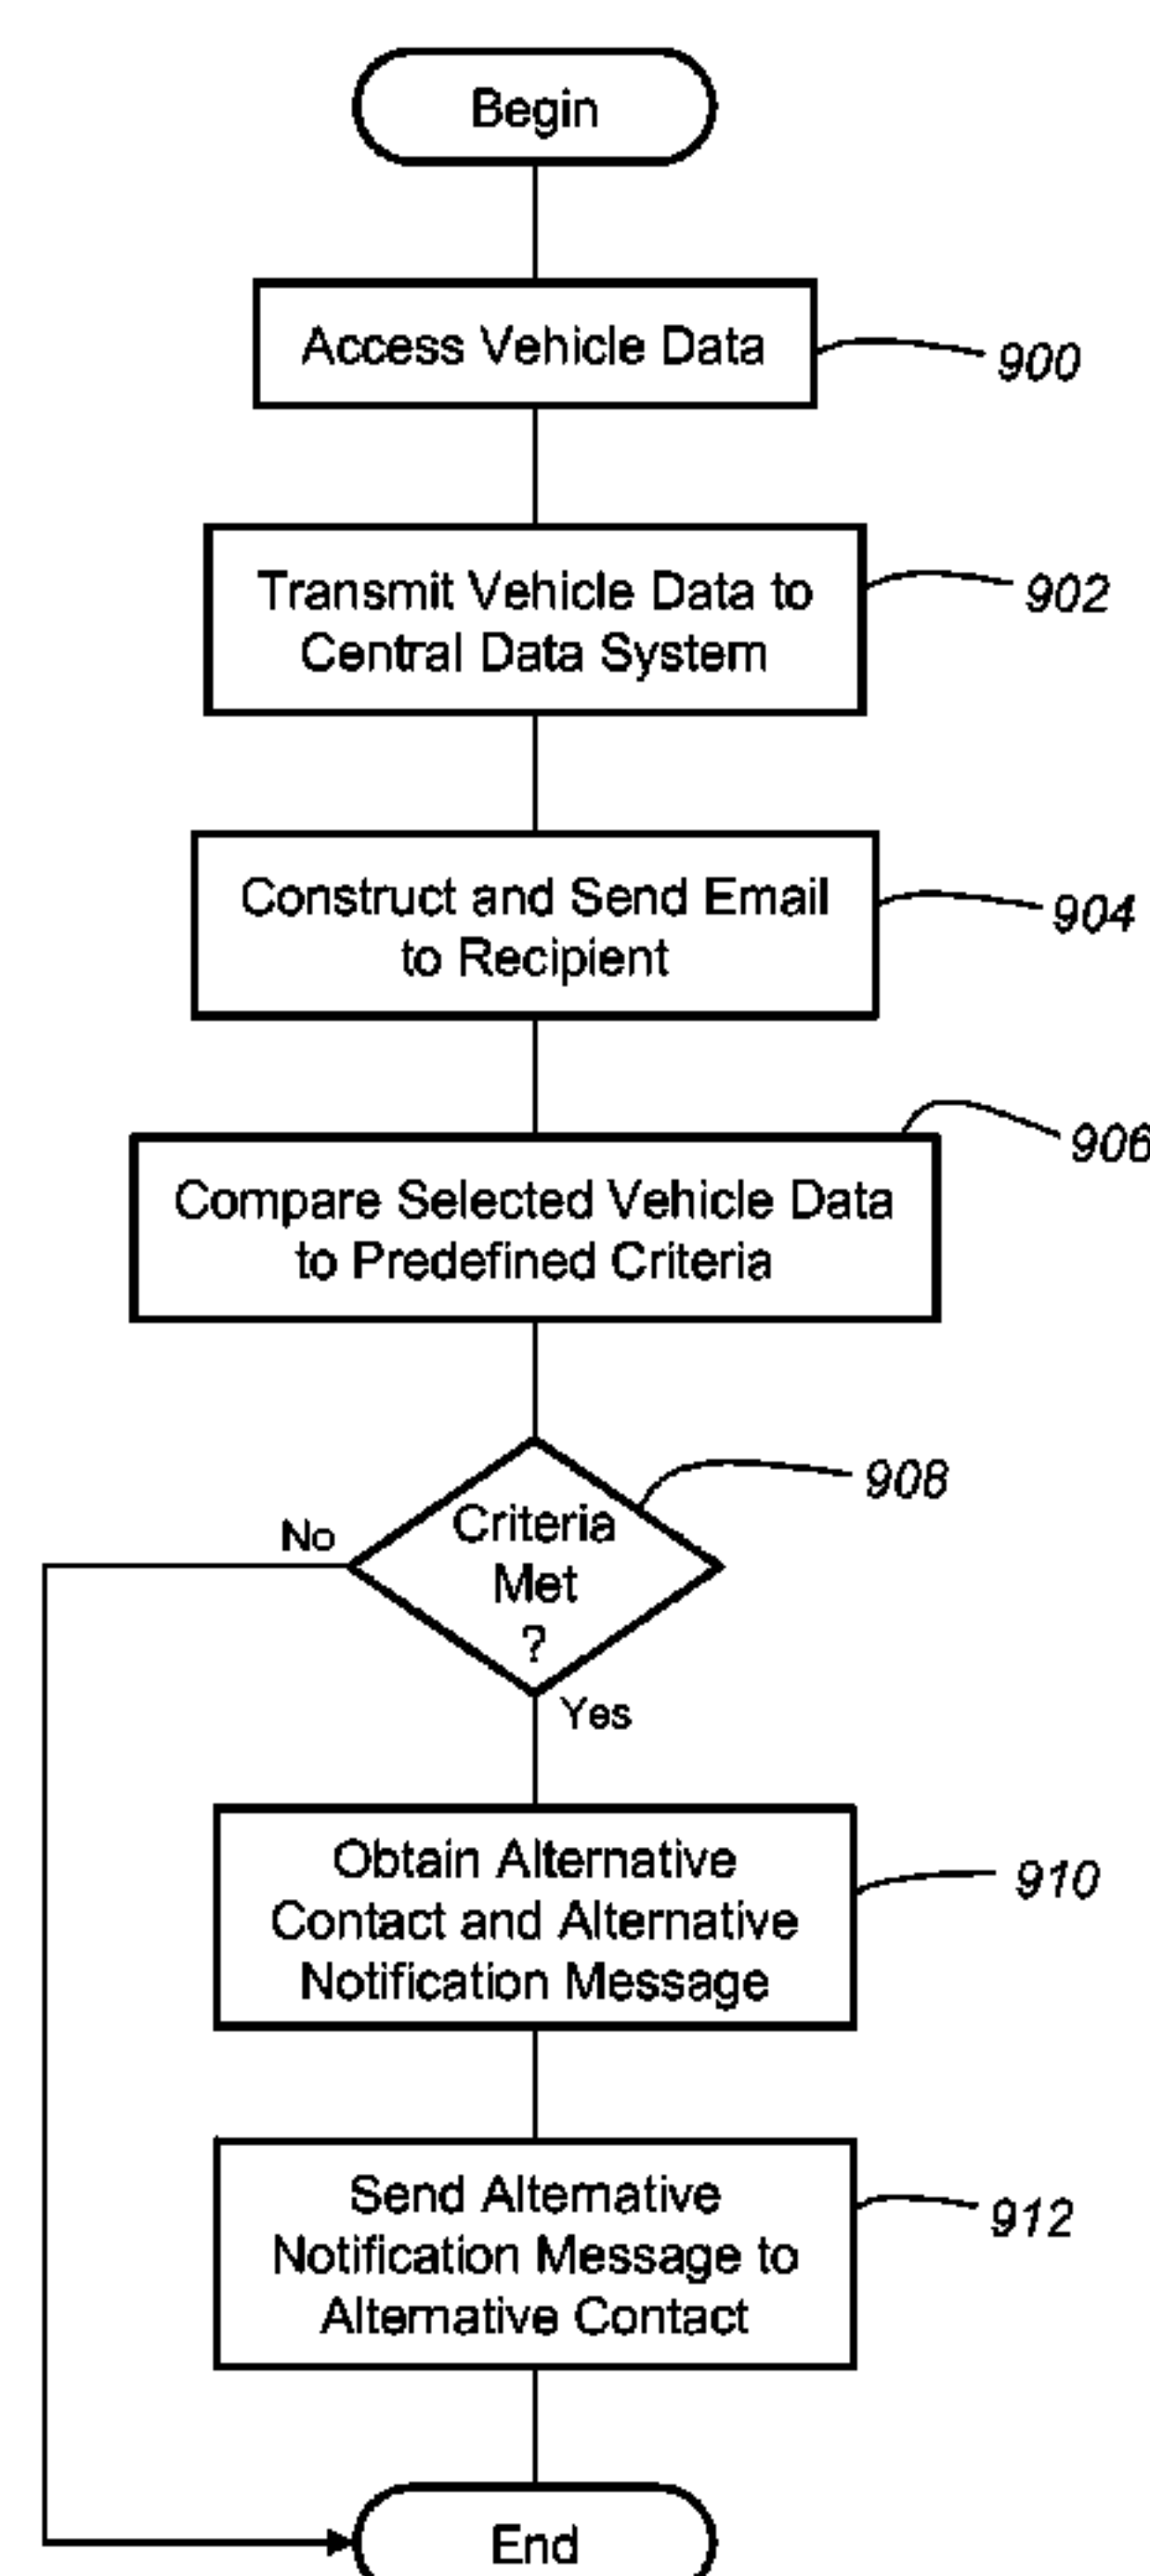 Begin
Access Vehicle Data
900
Transmit Vehicle Data to
Central Data System
902
Construct and Send Email
to Recipient
904
906
Compare Selected Vehicle Data
to Predefined Criteria
908
Criteria
Met
?
No
Yes
Obtain Alternative
Contact and Alternative
Notification Message
910
Send Alternative
Notification Message to
Alternative Contact
912
End